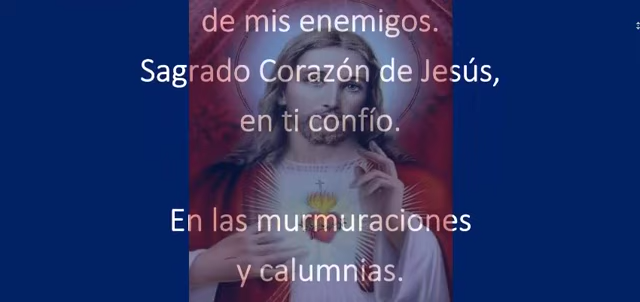 de mis enemigos.
Sagrado Corazón de Jesús,
en ti confío.
En las murmuraciones
y calumnias.